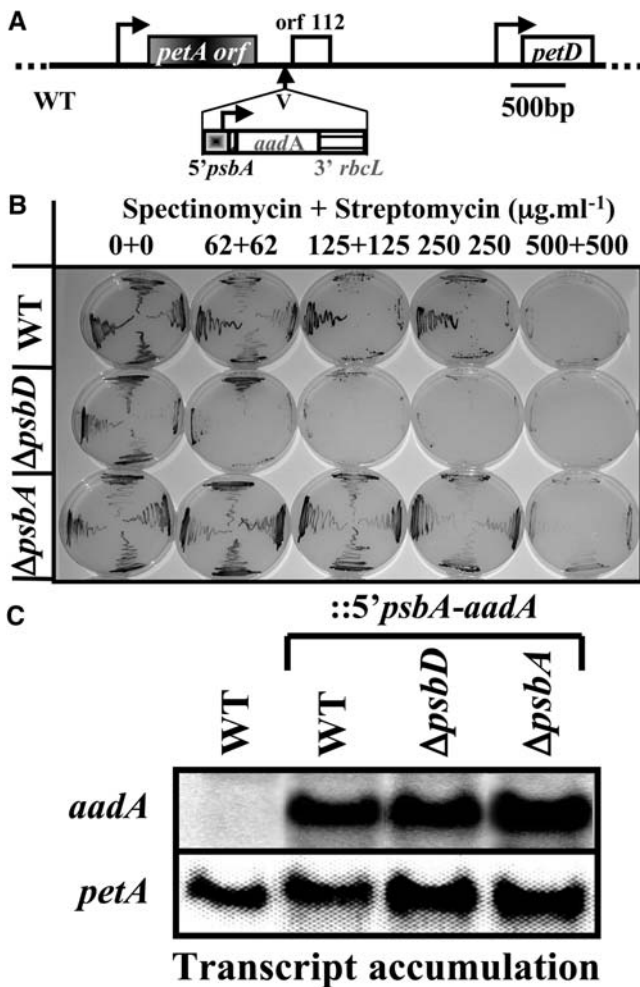 A
orf 112
petA orf
petD
WT
V
500bp
aadA
5'psbA 3' rbcL
B
Spectinomycin + Streptomycin (µg.ml-1)
0+0 62+62 125+125 250 250 500+500
WT
ΔpsbD
ΔpsbA
C
::5'psbA-aadA
WT WT ΔpsbD ΔpsbA
aadA
petA
Transcript accumulation